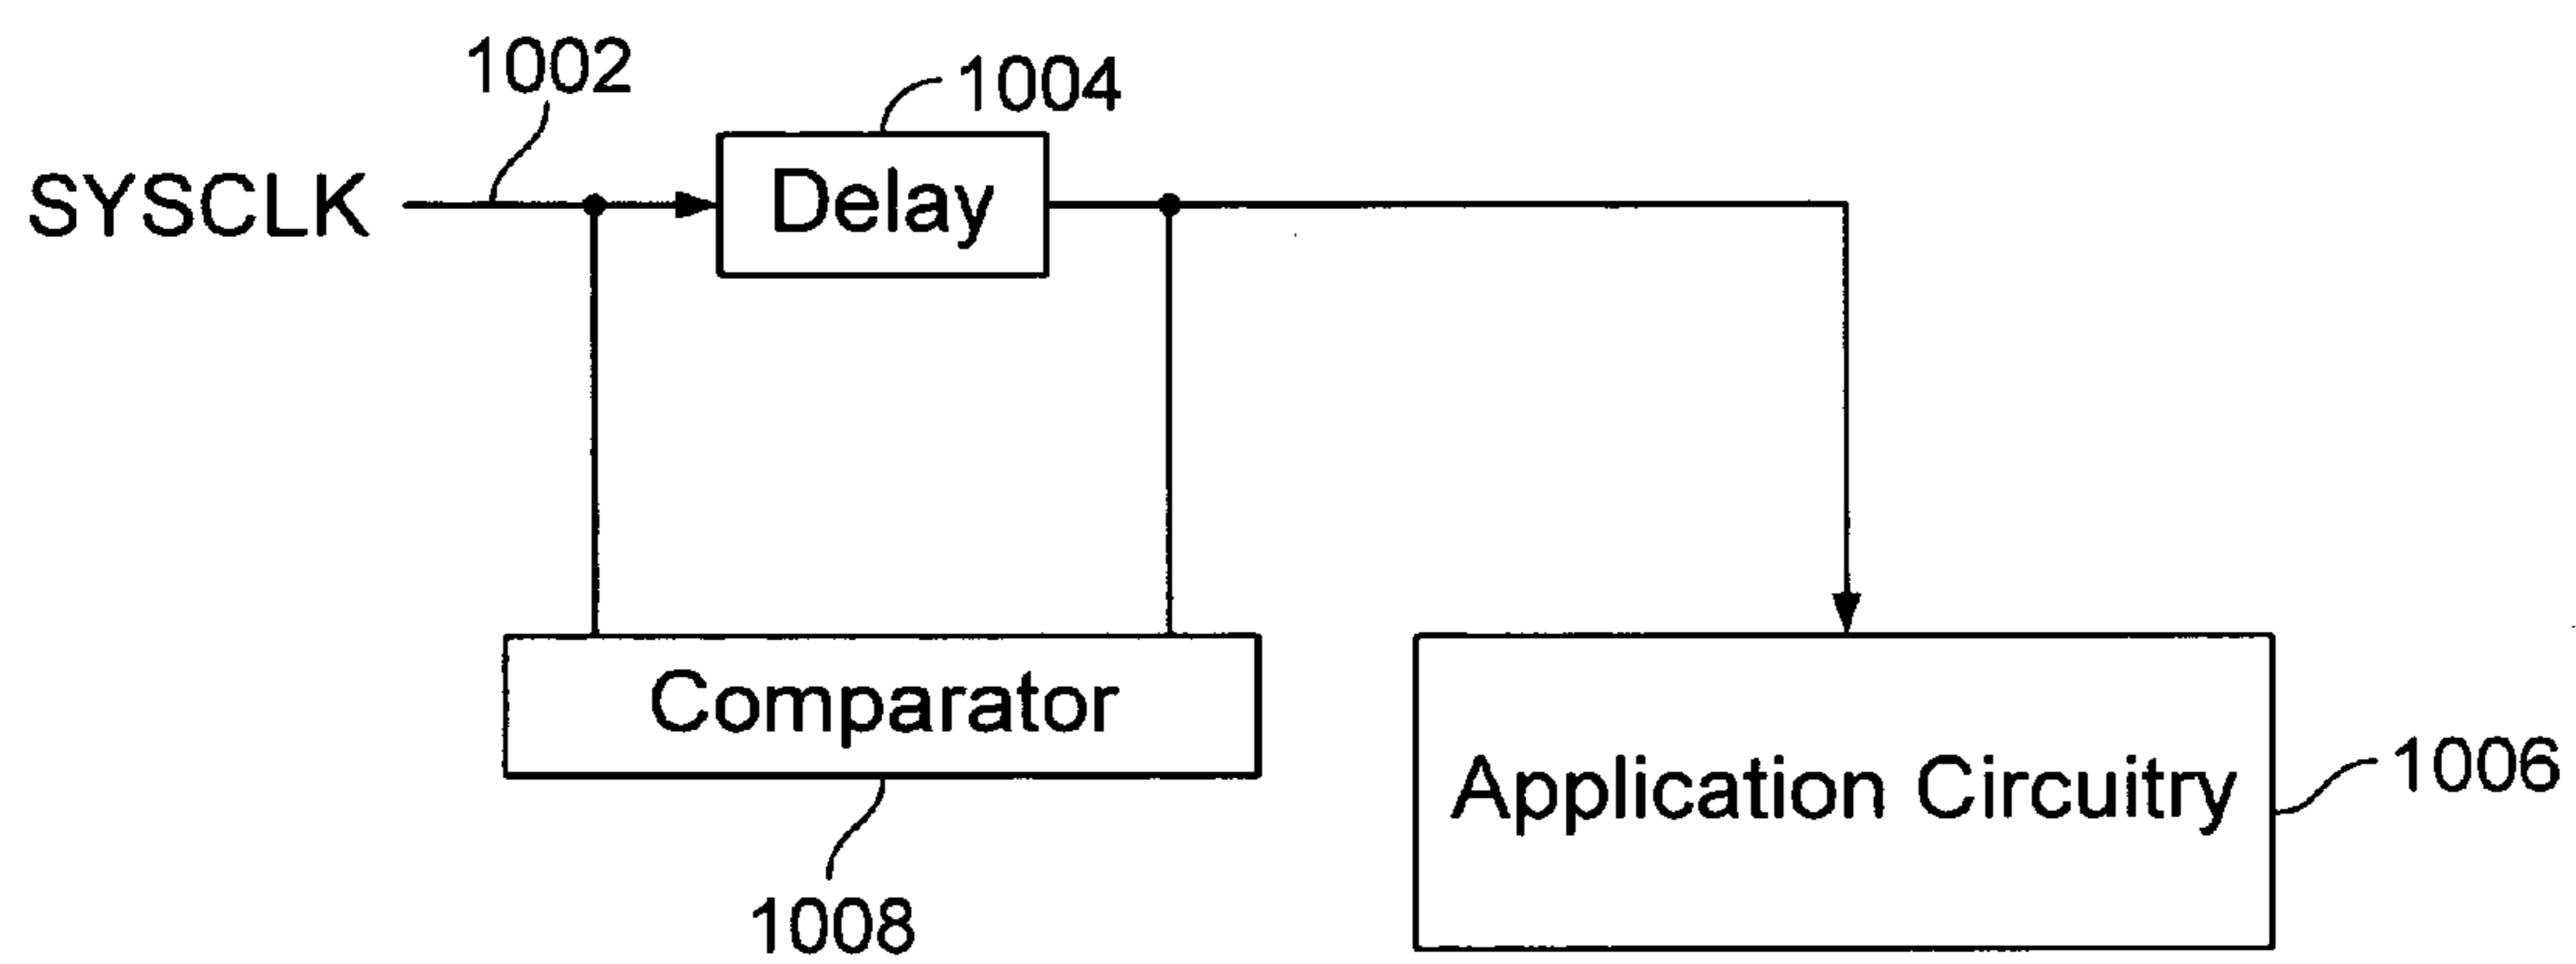 1002
1004
SYSCLK
Delay
Comparator
Application Circuitry
1006
1008